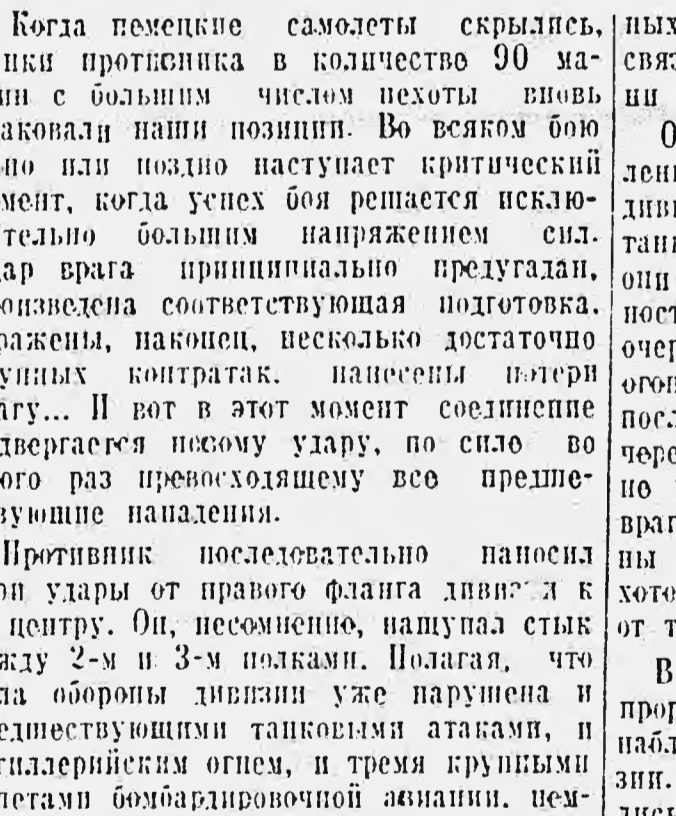 Когда немецкие самолеты скрылись,
нки противника в количестве 90 ма-
ин с большим числом пехоты вновь
аковали наши позиции. Во всяком бою
но или поздно наступает критический
мент, когда успех боя решается исклю-
тельно большим напряжением сил.
ар врага принципиально предугадан,
оизведена соответствующая подготовка,
ражены, наконец, несколько достаточно
упных контратак, нанесены потери
агу... И вот в этот момент соединение
двергается новому удару, по силе во
ого раз превосходящему все предше-
вующие нападения.
Противник последовательно наносил
ои удары от правого фланга к
центру. Он, несомненно, нащупал стык
жду 2-м и 3-м полками. Полагая, что
ла обороны дивизии уже нарушена и
едшествующими танковыми атаками, и
тиллерийским огнем, и тремя крупными
летами бомбардировочной авиации, нем-
ных
связ
ни
О
лени
диви
танк
они
пост
очер
огон
посл
чере
не
враг
ны
хото
от т
В
прор
набл
зии.